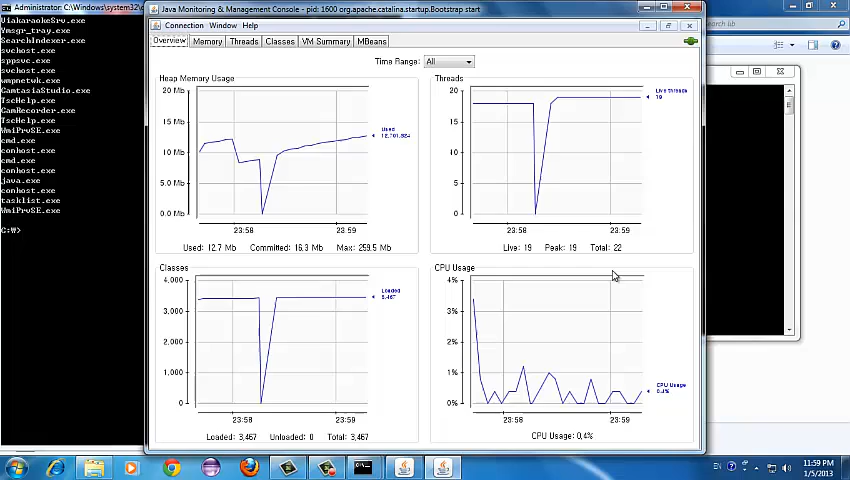 Administrator: C:\Windows\system32\
ViakaraokeSrv.exe
Ymsgr_tray.exe
SearchIndexer.exe
svchost.exe
sppsvc.exe
svchost.exe
wmpnetwk.exe
CamtasiaStudio.exe
TscHelp.exe
CamRecorder.exe
TscHelp.exe
WmiPrvSE.exe
cmd.exe
conhost.exe
cmd.exe
conhost.exe
java.exe
conhost.exe
tasklist.exe
WmiPrvSE.exe
Java Monitoring & Management Console - pid: 1600 org.apache.catalina.startup.Bootstrap start
Connection Window Help
Overview Memory Threads Classes VM Summary MBeans
Time Range: All
Heap Memory Usage
20 Mb
15 Mb
10 Mb
5 Mb
0.0 Mb
Used
23:58 23:59
Used: 12.7 Mb Committed: 16.3 Mb Max: 259.5 Mb
Threads
20
15
10
5
0
Live threads
19
23:58 23:59
Live: 19 Peak: 19 Total: 22
Classes
4,000
3,000
2,000
1,000
0
Loaded
3,467
23:58 23:59
Loaded: 3,467 Unloaded: 0 Total: 3,467
CPU Usage
4%
3%
2%
1%
0%
CPU Usage
0.4%
23:58 23:59
CPU Usage: 0.4%
EN
11:59 PM
1/5/2013